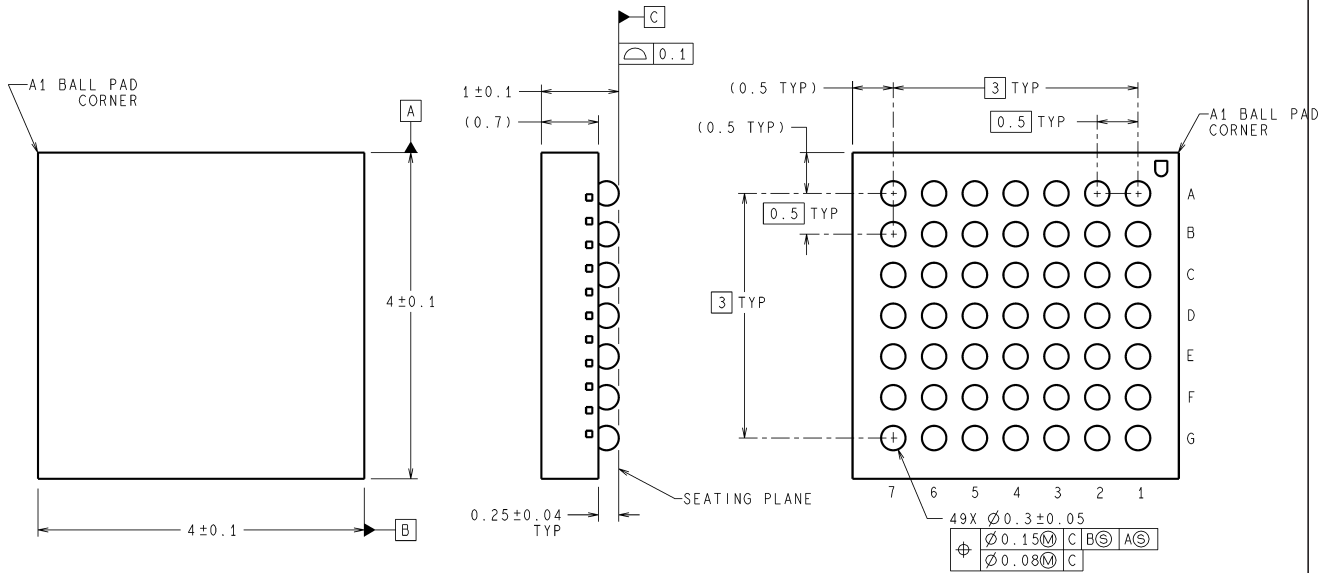 A1 BALL PAD
CORNER
A
4±0.1
4±0.1
B
C
⌓ 0.1
1±0.1
(0.7)
SEATING PLANE
0.25±0.04
TYP
(0.5 TYP)
3 TYP
(0.5 TYP)
0.5 TYP
A1 BALL PAD
CORNER
0.5 TYP
3 TYP
A
B
C
D
E
F
G
7 6 5 4 3 2 1
49X Ø0.3±0.05
⌖ Ø0.15Ⓜ C BⓈ AⓈ
Ø0.08Ⓜ C